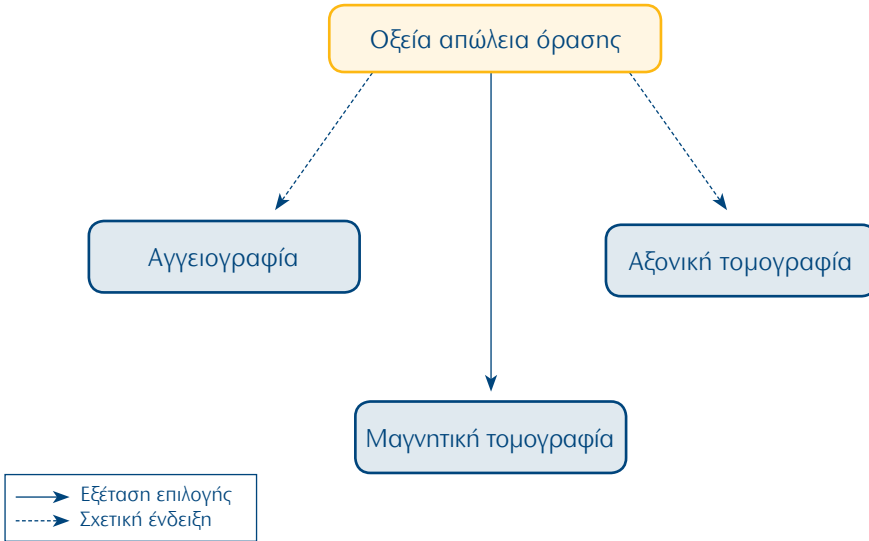 Οξεία απώλεια όρασης
Αγγειογραφία
Αξονική τομογραφία
Μαγνητική τομογραφία
Εξέταση επιλογής
Σχετική ένδειξη